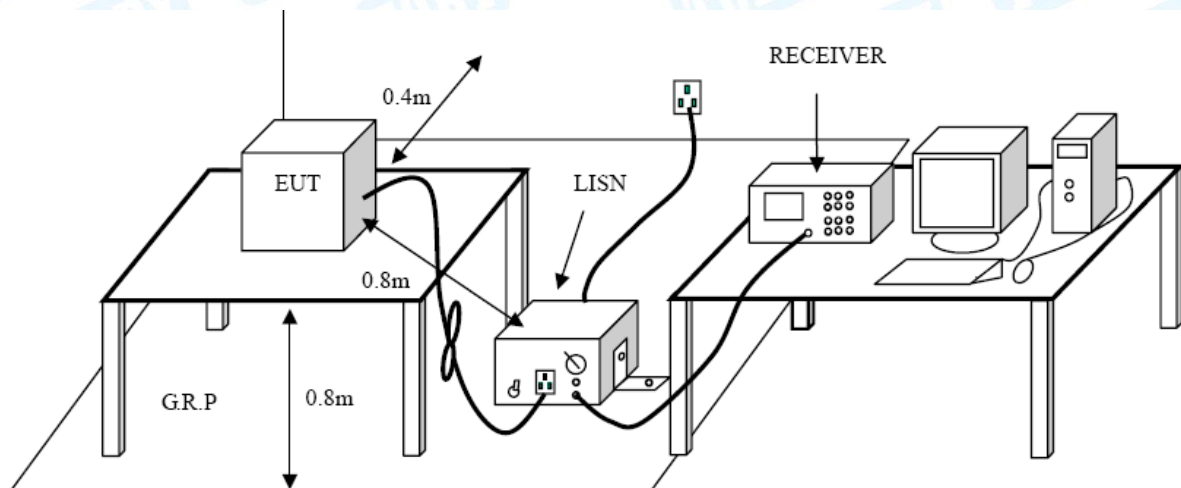 RECEIVER
0.4m
EUT
LISN
0.8m
G.R.P
0.8m